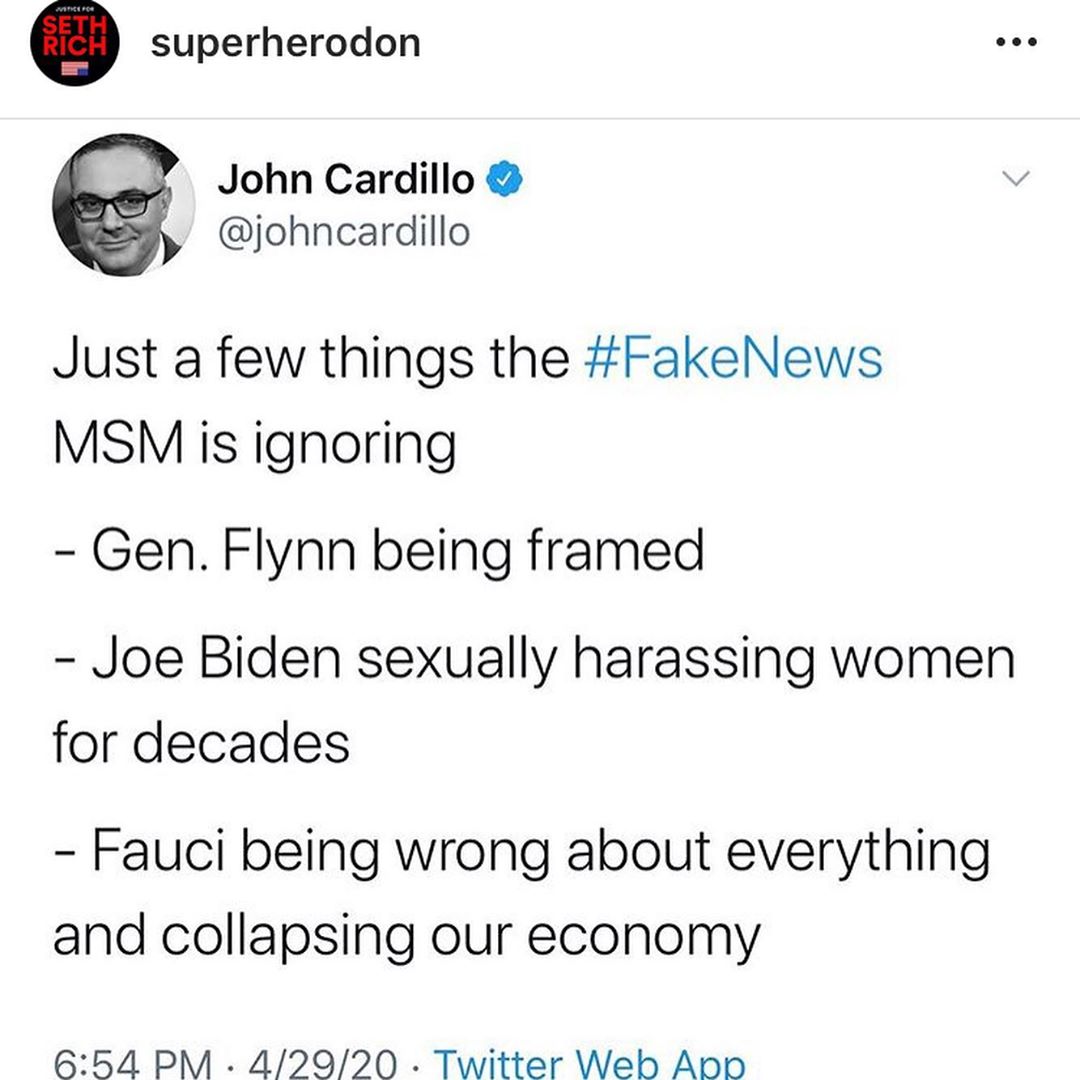 JUSTICE FOR
SETH
RICH
superherodon
John Cardillo
@johncardillo
Just a few things the #FakeNews
MSM is ignoring
- Gen. Flynn being framed
- Joe Biden sexually harassing women
for decades
- Fauci being wrong about everything
and collapsing our economy
6:54 PM · 4/29/20 · Twitter Web App